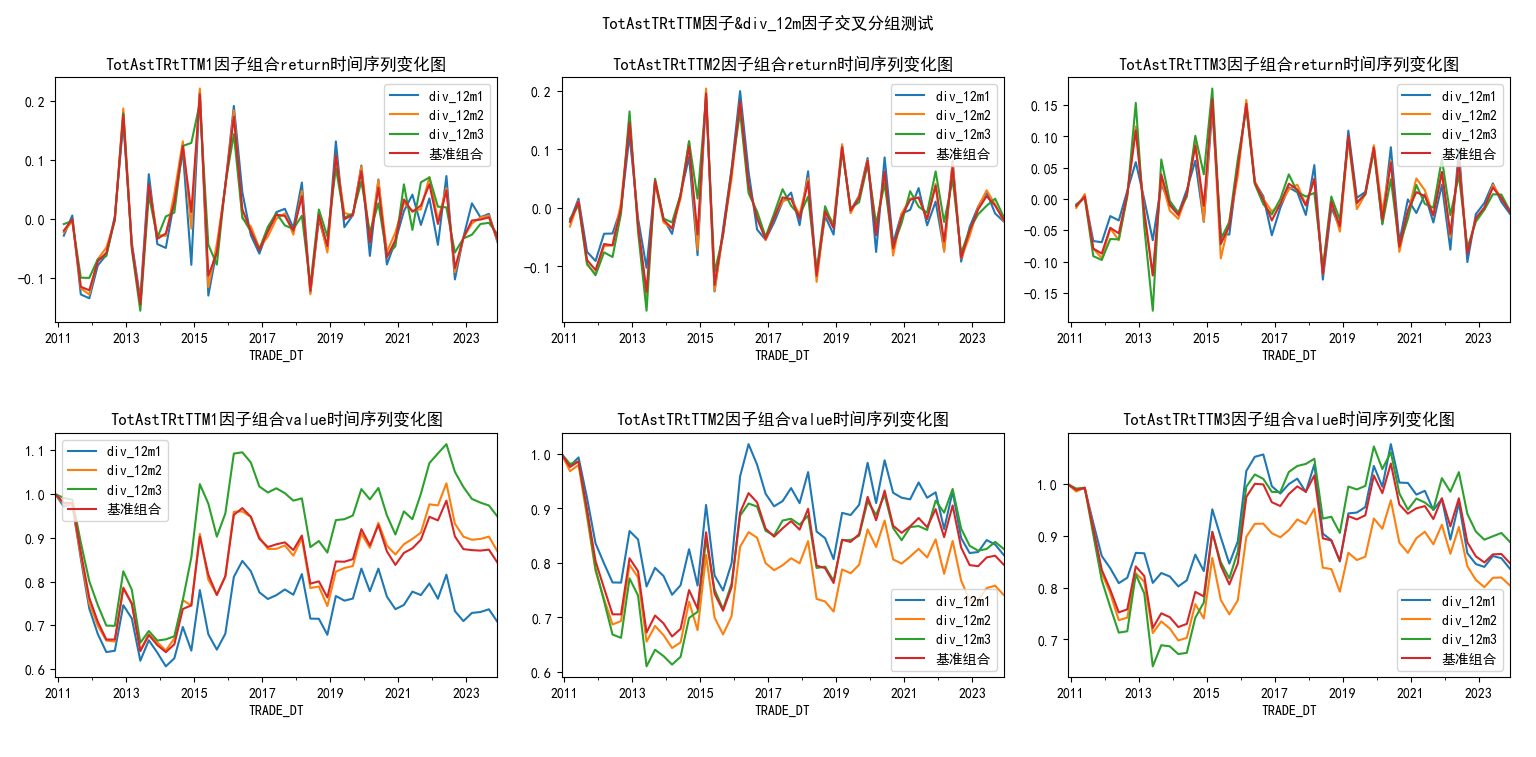 TotAstTRtTTM因子&div_12m因子交叉分组测试
TotAstTRtTTM1因子组合return时间序列变化图
0.2
0.1
0.0
−0.1
2011
2013
2015
2017
2019
2021
2023
TRADE_DT
div_12m1
div_12m2
div_12m3
基准组合
TotAstTRtTTM2因子组合return时间序列变化图
0.2
0.1
0.0
−0.1
2011
2013
2015
2017
2019
2021
2023
TRADE_DT
div_12m1
div_12m2
div_12m3
基准组合
TotAstTRtTTM3因子组合return时间序列变化图
0.15
0.10
0.05
0.00
−0.05
−0.10
−0.15
2011
2013
2015
2017
2019
2021
2023
TRADE_DT
div_12m1
div_12m2
div_12m3
基准组合
TotAstTRtTTM1因子组合value时间序列变化图
1.1
1.0
0.9
0.8
0.7
0.6
2011
2013
2015
2017
2019
2021
2023
TRADE_DT
div_12m1
div_12m2
div_12m3
基准组合
TotAstTRtTTM2因子组合value时间序列变化图
1.0
0.9
0.8
0.7
0.6
2011
2013
2015
2017
2019
2021
2023
TRADE_DT
div_12m1
div_12m2
div_12m3
基准组合
TotAstTRtTTM3因子组合value时间序列变化图
1.0
0.9
0.8
0.7
2011
2013
2015
2017
2019
2021
2023
TRADE_DT
div_12m1
div_12m2
div_12m3
基准组合